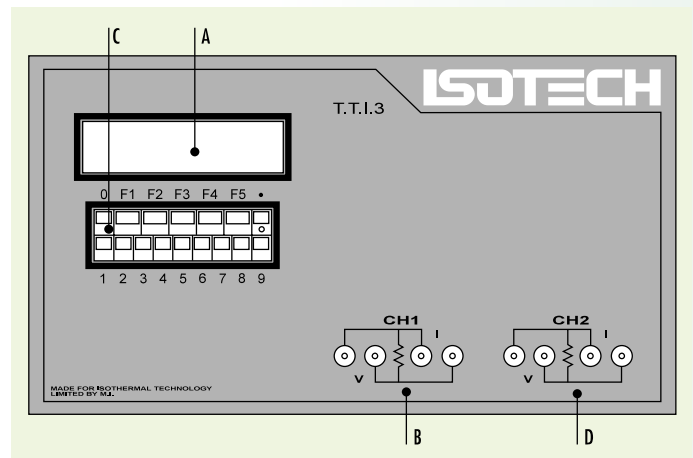 C A
ISOTECH
T.T.I.3
0 F1 F2 F3 F4 F5 •
1 2 3 4 5 6 7 8 9
CH1 CH2
I I
V V
MADE FOR ISOTHERMAL TECHNOLOGY
LIMITED BY M.I.
B D